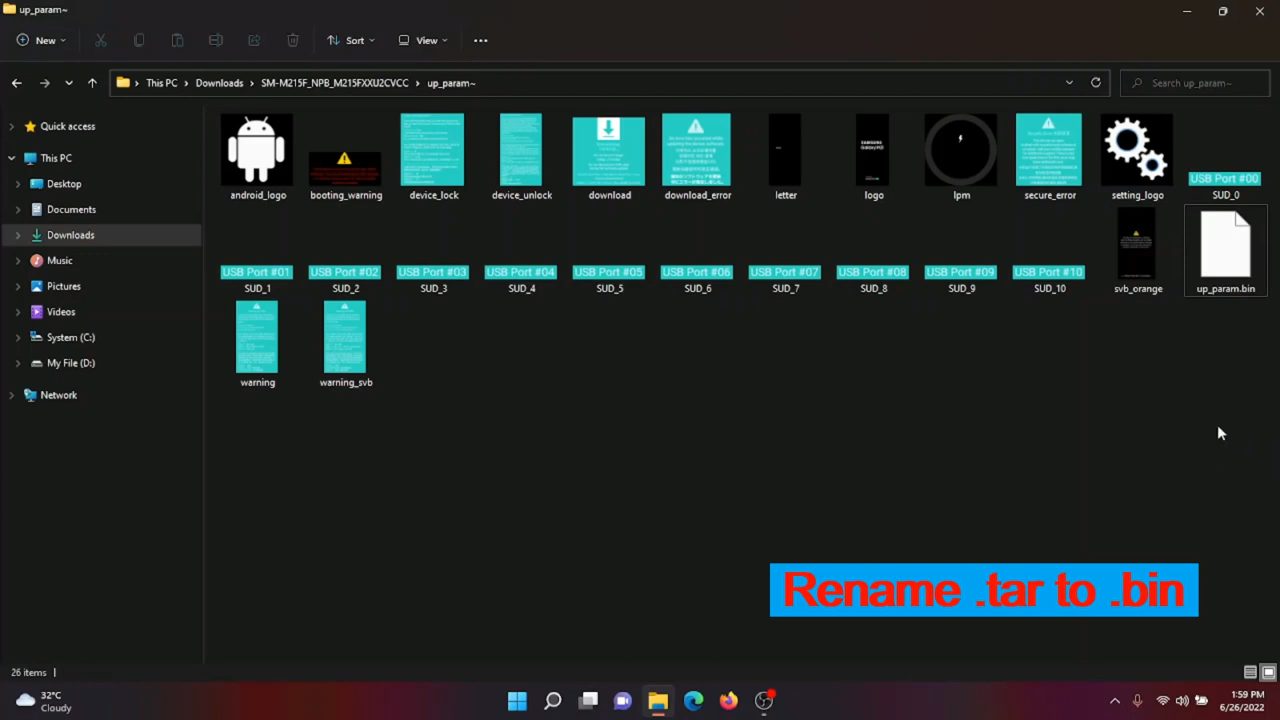 up_param~
New
Sort
View
This PC
Downloads
SM-M215F_NPB_M215FXXU2CVCC
up_param~
Search up_param~
Quick access
This PC
Desktop
Documents
Downloads
Music
Pictures
Videos
System (C:)
My File (D:)
Network
USB Port #00
android_logo
booting_warning
device_lock
device_unlock
download
download_error
letter
logo
lpm
secure_error
setting_logo
SUD_0
USB Port #01
USB Port #02
USB Port #03
USB Port #04
USB Port #05
USB Port #06
USB Port #07
USB Port #08
USB Port #09
USB Port #10
SUD_1
SUD_2
SUD_3
SUD_4
SUD_5
SUD_6
SUD_7
SUD_8
SUD_9
SUD_10
svb_orange
up_param.bin
warning
warning_svb
Rename .tar to .bin
26 items
32°C
Cloudy
1:59 PM
6/26/2022